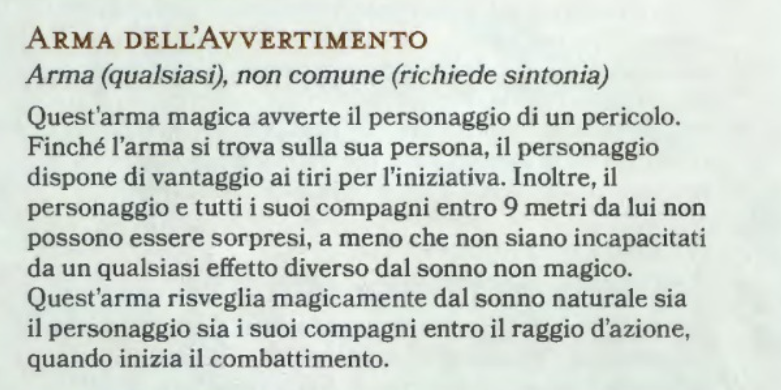 ARMA DELL'AVVERTIMENTO
Arma (qualsiasi), non comune (richiede sintonia)
Quest'arma magica avverte il personaggio di un pericolo.
Finché l'arma si trova sulla sua persona, il personaggio
dispone di vantaggio ai tiri per l'iniziativa. Inoltre, il
personaggio e tutti i suoi compagni entro 9 metri da lui non
possono essere sorpresi, a meno che non siano incapacitati
da un qualsiasi effetto diverso dal sonno non magico.
Quest'arma risveglia magicamente dal sonno naturale sia
il personaggio sia i suoi compagni entro il raggio d'azione,
quando inizia il combattimento.